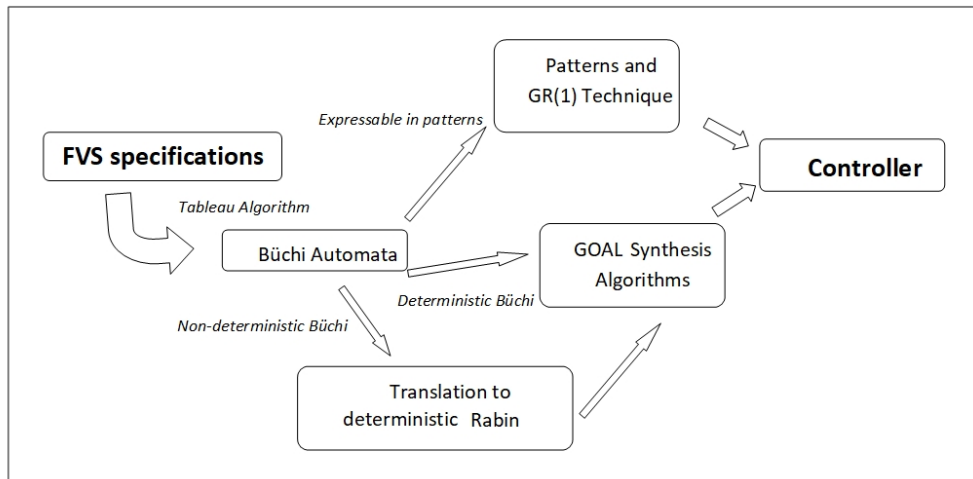 Patterns and
GR(1) Technique
Expressable in patterns
FVS specifications
Controller
Tableau Algorithm
Büchi Automata
GOAL Synthesis
Algorithms
Deterministic Büchi
Non-deterministic Büchi
Translation to
deterministic Rabin